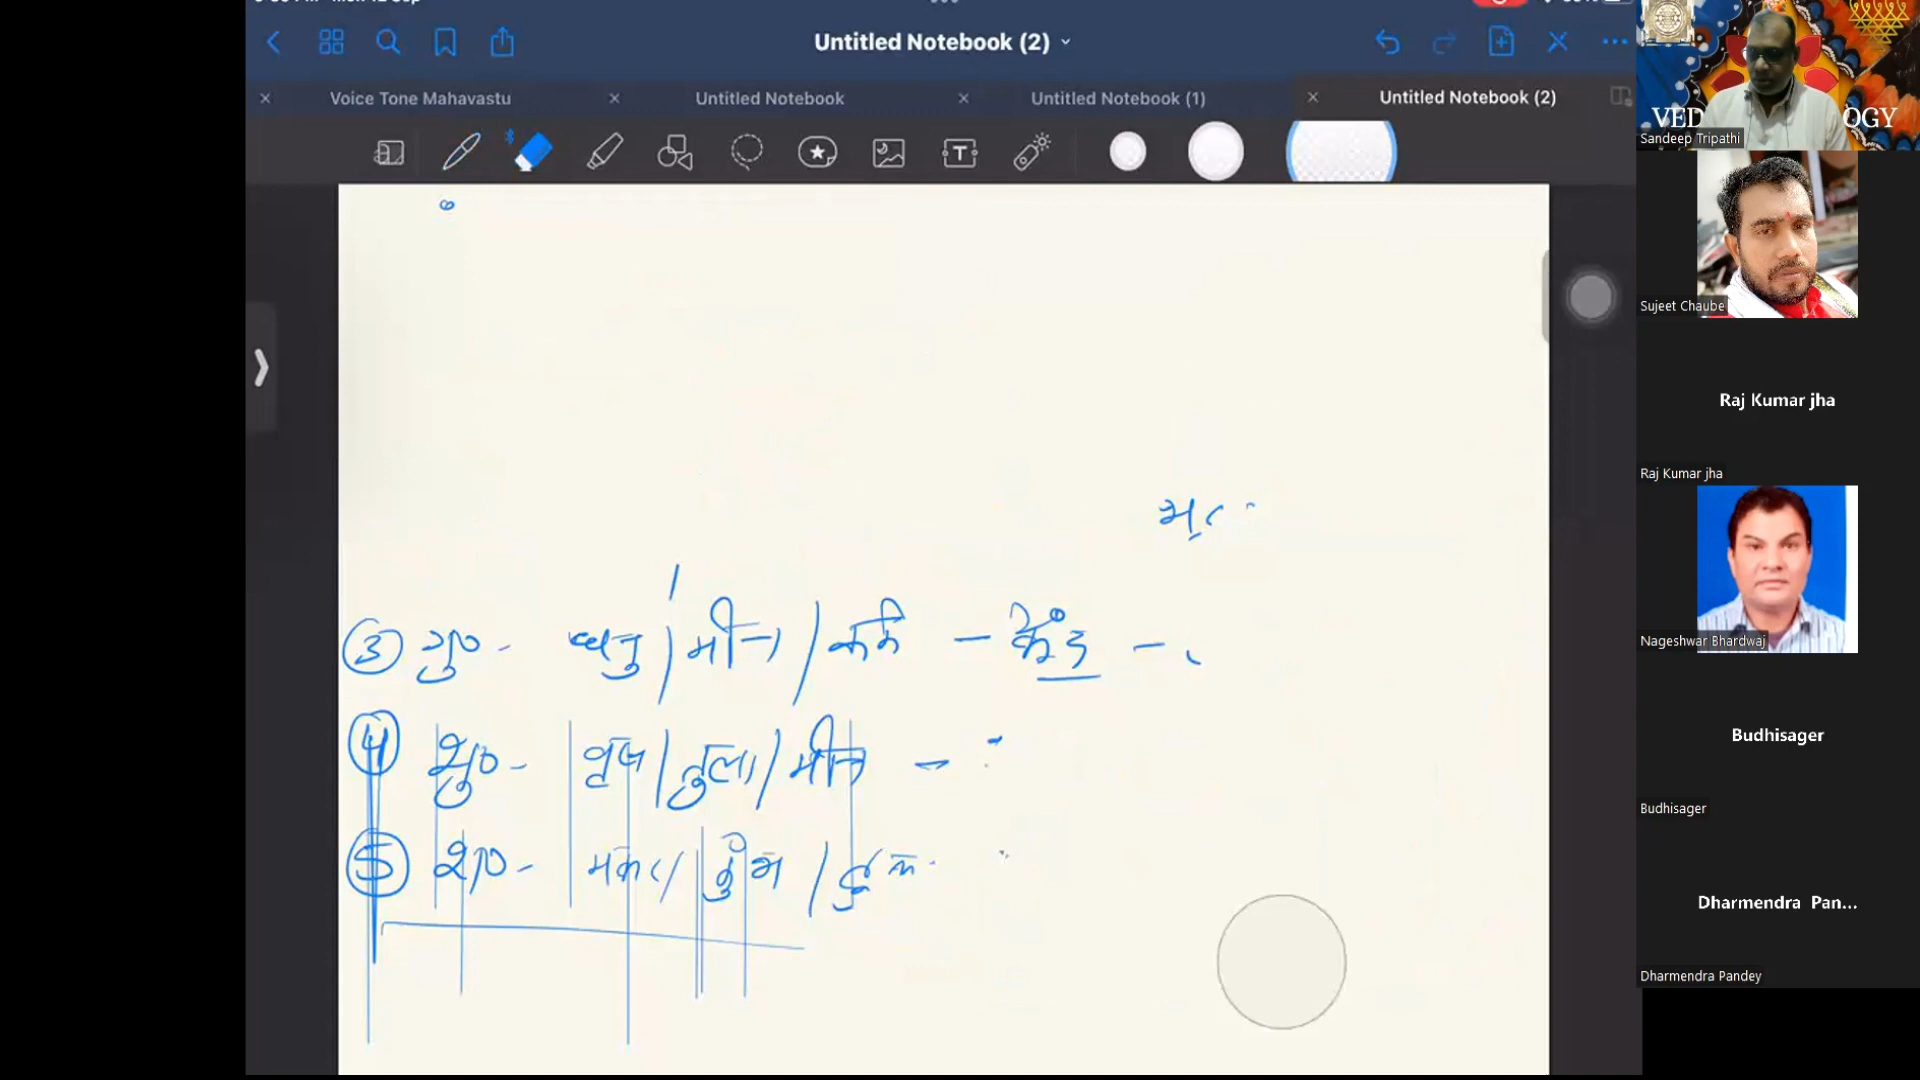 Untitled Notebook (2)
Voice Tone Mahavastu
Untitled Notebook
Untitled Notebook (1)
Untitled Notebook (2)
VED
OGY
Sandeep Tripathi
Sujeet Chaube
Raj Kumar jha
Raj Kumar jha
Nageshwar Bhardwaj
Budhisager
Budhisager
Dharmendra Pan...
Dharmendra Pandey
③ गु० - धनु / मीन / कर्क - केंद्र -
④ शु० - वृष / तुला / मीन -
⑤ श० - मकर / कुंभ /